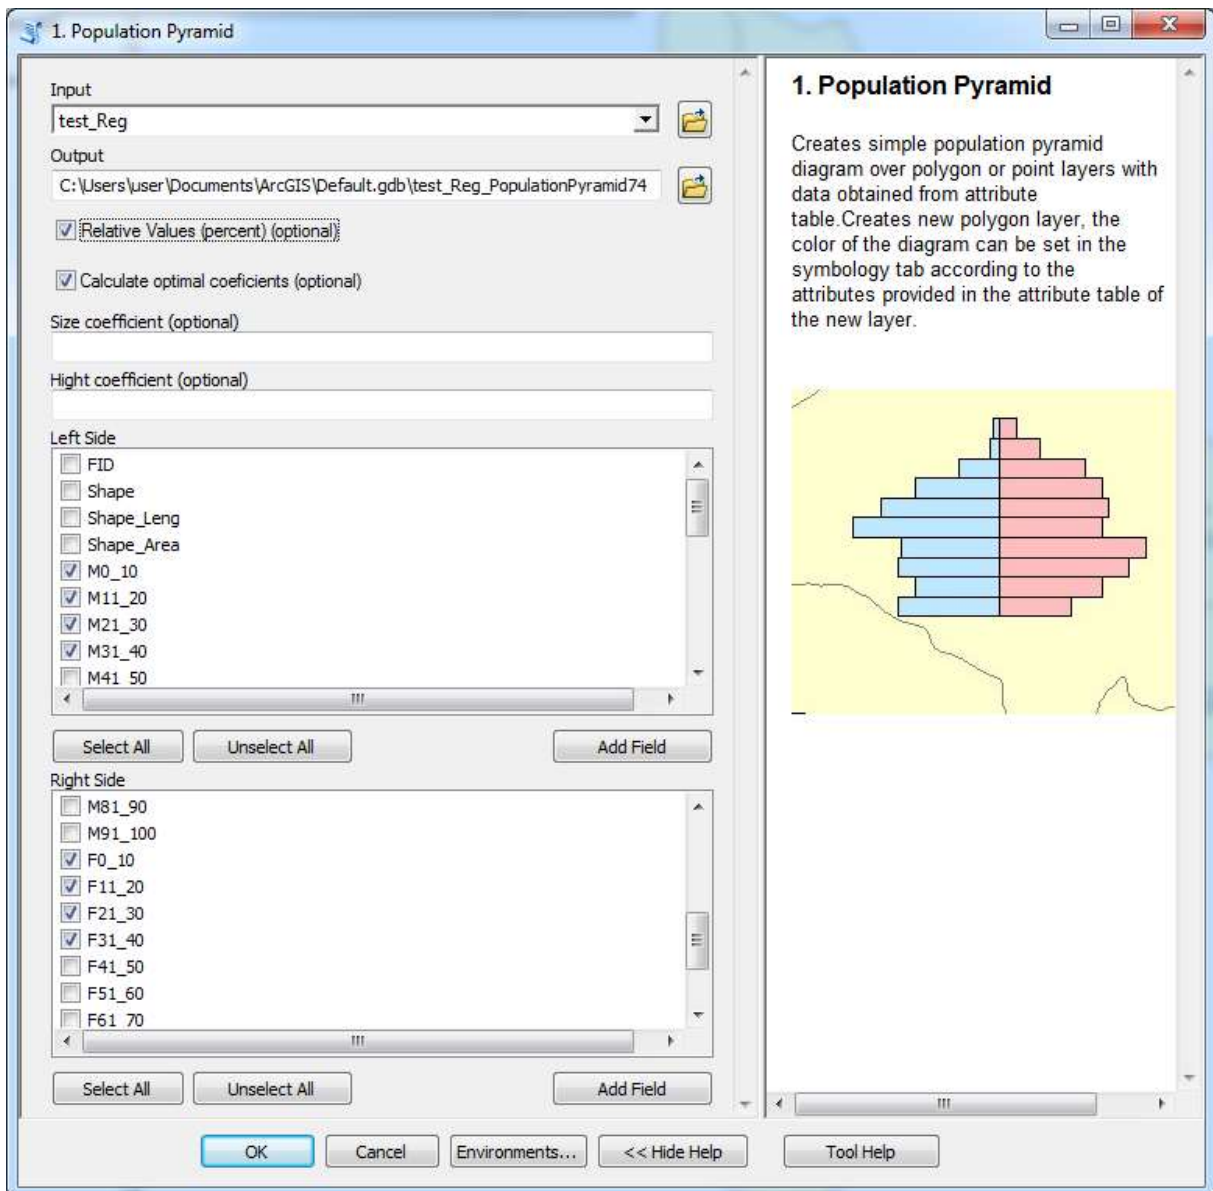 1. Population Pyramid
Input
test_Reg
Output
C:\Users\user\Documents\ArcGIS\Default.gdb\test_Reg_PopulationPyramid74
Relative Values (percent) (optional)
Calculate optimal coeficients (optional)
Size coefficient (optional)
Hight coefficient (optional)
Left Side
FID
Shape
Shape_Leng
Shape_Area
M0_10
M11_20
M21_30
M31_40
M41_50
Select All
Unselect All
Add Field
Right Side
M81_90
M91_100
F0_10
F11_20
F21_30
F31_40
F41_50
F51_60
F61_70
Select All
Unselect All
Add Field
1. Population Pyramid
Creates simple population pyramid
diagram over polygon or point layers with
data obtained from attribute
table.Creates new polygon layer, the
color of the diagram can be set in the
symbology tab according to the
attributes provided in the attribute table of
the new layer.
OK
Cancel
Environments...
<< Hide Help
Tool Help